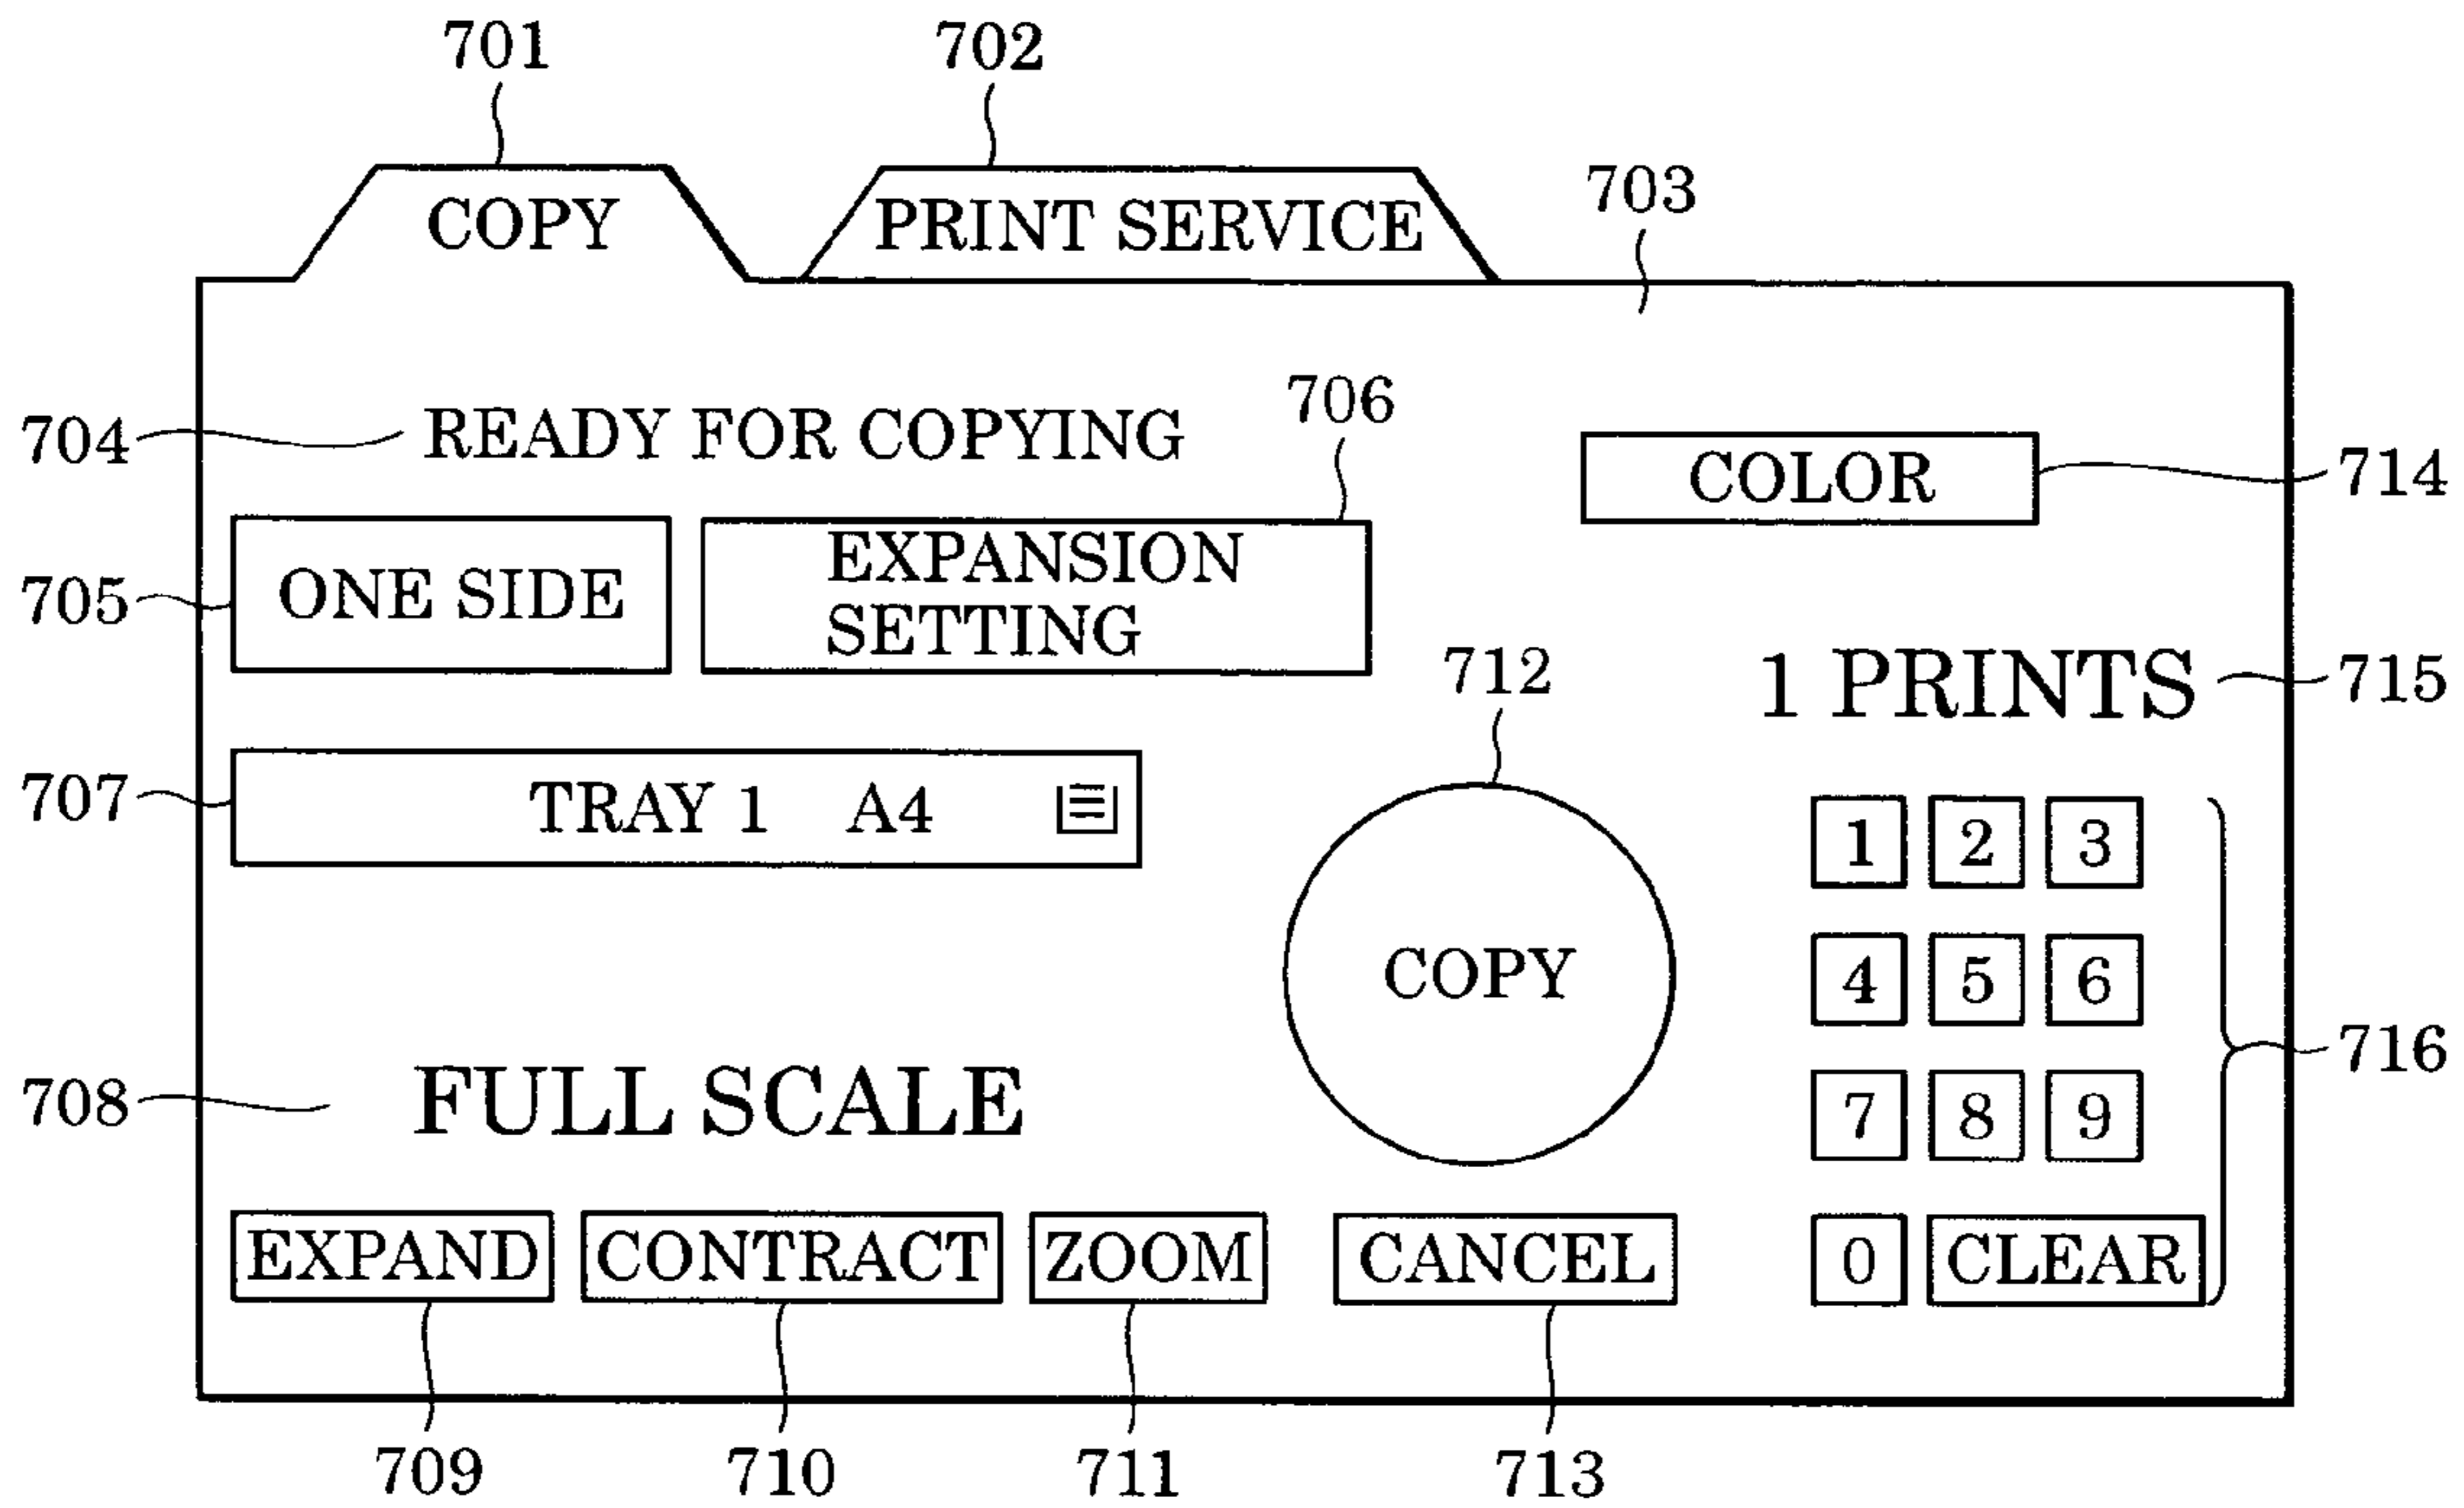 701
702
COPY
PRINT SERVICE
703
704
READY FOR COPYING
706
COLOR
714
705
ONE SIDE
EXPANSION
SETTING
712
1 PRINTS
715
707
TRAY 1 A4
1 2 3
COPY
4 5 6
716
708
FULL SCALE
7 8 9
EXPAND
CONTRACT
ZOOM
CANCEL
0 CLEAR
709
710
711
713